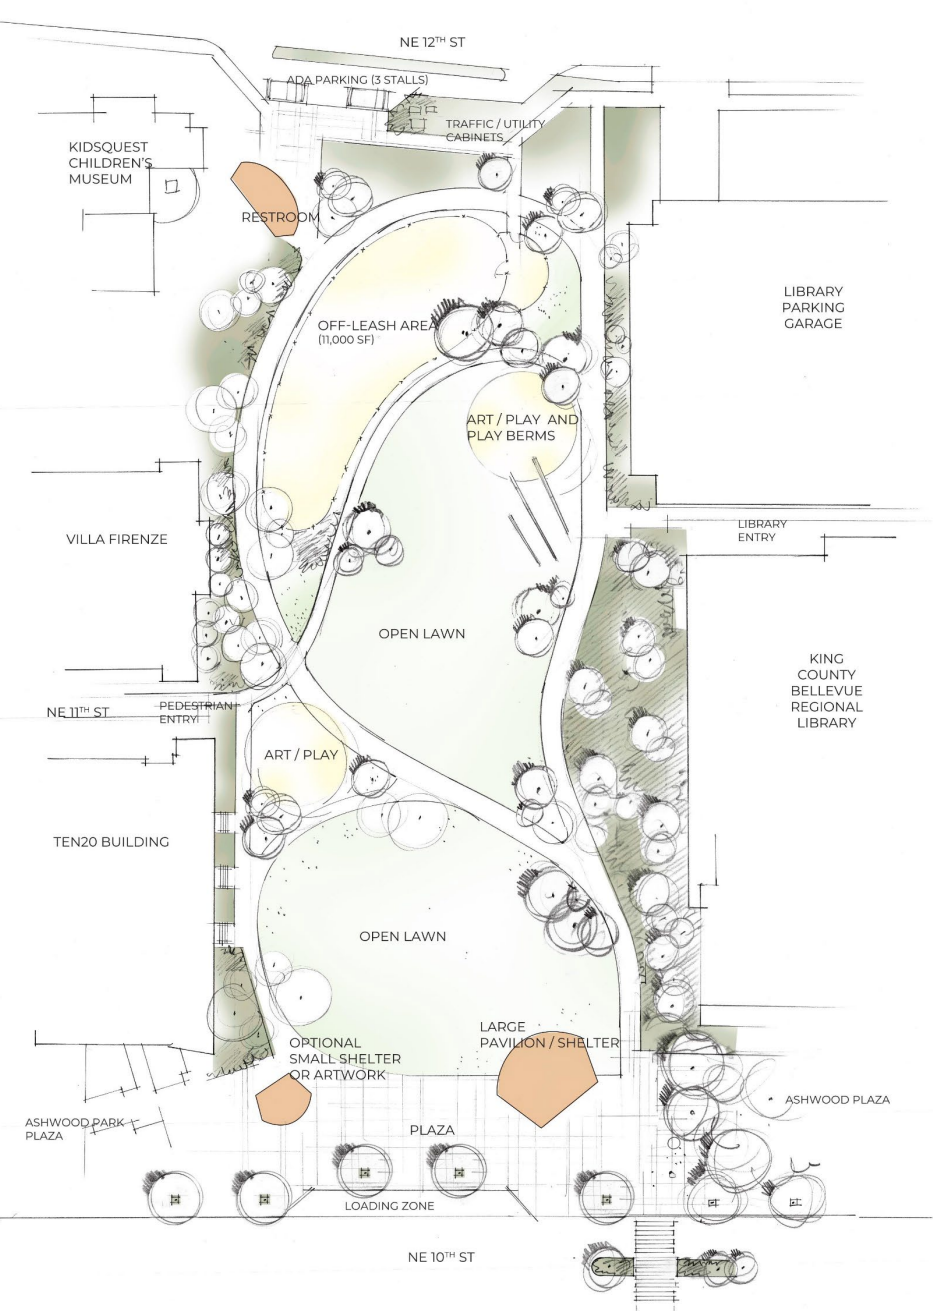 NE 12TH ST
ADA PARKING (3 STALLS)
TRAFFIC / UTILITY
CABINETS
KIDSQUEST
CHILDREN'S
MUSEUM
RESTROOM
LIBRARY
PARKING
GARAGE
OFF-LEASH AREA
(11,000 SF)
ART / PLAY AND
PLAY BERMS
LIBRARY
ENTRY
VILLA FIRENZE
OPEN LAWN
KING
COUNTY
BELLEVUE
REGIONAL
LIBRARY
NE 11TH ST
PEDESTRIAN
ENTRY
ART / PLAY
TEN20 BUILDING
OPEN LAWN
LARGE
PAVILION / SHELTER
OPTIONAL
SMALL SHELTER
OR ARTWORK
ASHWOOD PLAZA
ASHWOOD PARK
PLAZA
PLAZA
LOADING ZONE
NE 10TH ST